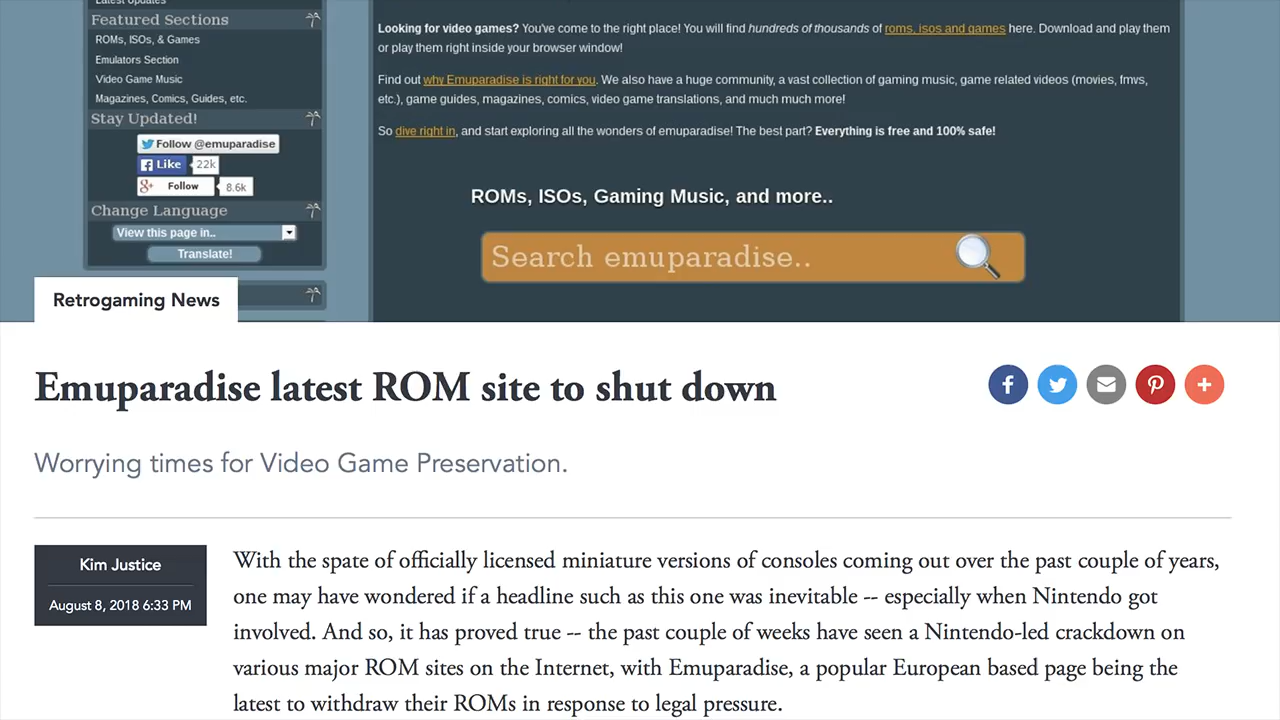 Latest Updates
Featured Sections
ROMs, ISOs, & Games
Emulators Section
Video Game Music
Magazines, Comics, Guides, etc.
Stay Updated!
Follow @emuparadise
Like 22k
Follow 8.6k
Change Language
View this page in..
Translate!
Looking for video games? You've come to the right place! You will find hundreds of thousands of roms, isos and games here. Download and play them
or play them right inside your browser window!
Find out why Emuparadise is right for you. We also have a huge community, a vast collection of gaming music, game related videos (movies, fmvs,
etc.), game guides, magazines, comics, video game translations, and much much more!
So dive right in, and start exploring all the wonders of emuparadise! The best part? Everything is free and 100% safe!
ROMs, ISOs, Gaming Music, and more..
Search emuparadise..
Retrogaming News
Emuparadise latest ROM site to shut down
Worrying times for Video Game Preservation.
Kim Justice
August 8, 2018 6:33 PM
With the spate of officially licensed miniature versions of consoles coming out over the past couple of years,
one may have wondered if a headline such as this one was inevitable -- especially when Nintendo got
involved. And so, it has proved true -- the past couple of weeks have seen a Nintendo-led crackdown on
various major ROM sites on the Internet, with Emuparadise, a popular European based page being the
latest to withdraw their ROMs in response to legal pressure.